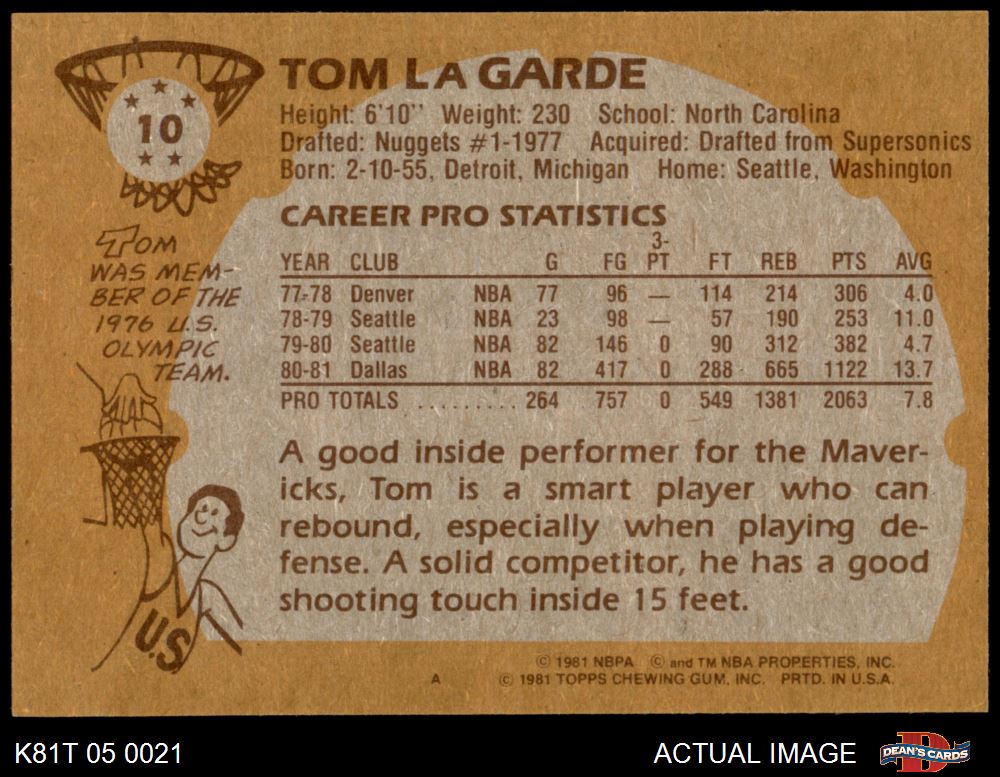 TOM LA GARDE
10
Height: 6'10" Weight: 230 School: North Carolina
Drafted: Nuggets #1-1977 Acquired: Drafted from Supersonics
Born: 2-10-55, Detroit, Michigan Home: Seattle, Washington
CAREER PRO STATISTICS
YEAR CLUB G FG 3-PT FT REB PTS AVG
77-78 Denver NBA 77 96 — 114 214 306 4.0
78-79 Seattle NBA 23 98 — 57 190 253 11.0
79-80 Seattle NBA 82 146 0 90 312 382 4.7
80-81 Dallas NBA 82 417 0 288 665 1122 13.7
PRO TOTALS .......... 264 757 0 549 1381 2063 7.8
TOM
WAS MEM-
BER OF THE
1976 U.S.
OLYMPIC
TEAM.
U.S.
A good inside performer for the Maver-
icks, Tom is a smart player who can
rebound, especially when playing de-
fense. A solid competitor, he has a good
shooting touch inside 15 feet.
© 1981 NBPA © and TM NBA PROPERTIES, INC.
A © 1981 TOPPS CHEWING GUM, INC. PRTD. IN U.S.A.
K81T 05 0021
ACTUAL IMAGE
D
DEAN'S CARDS